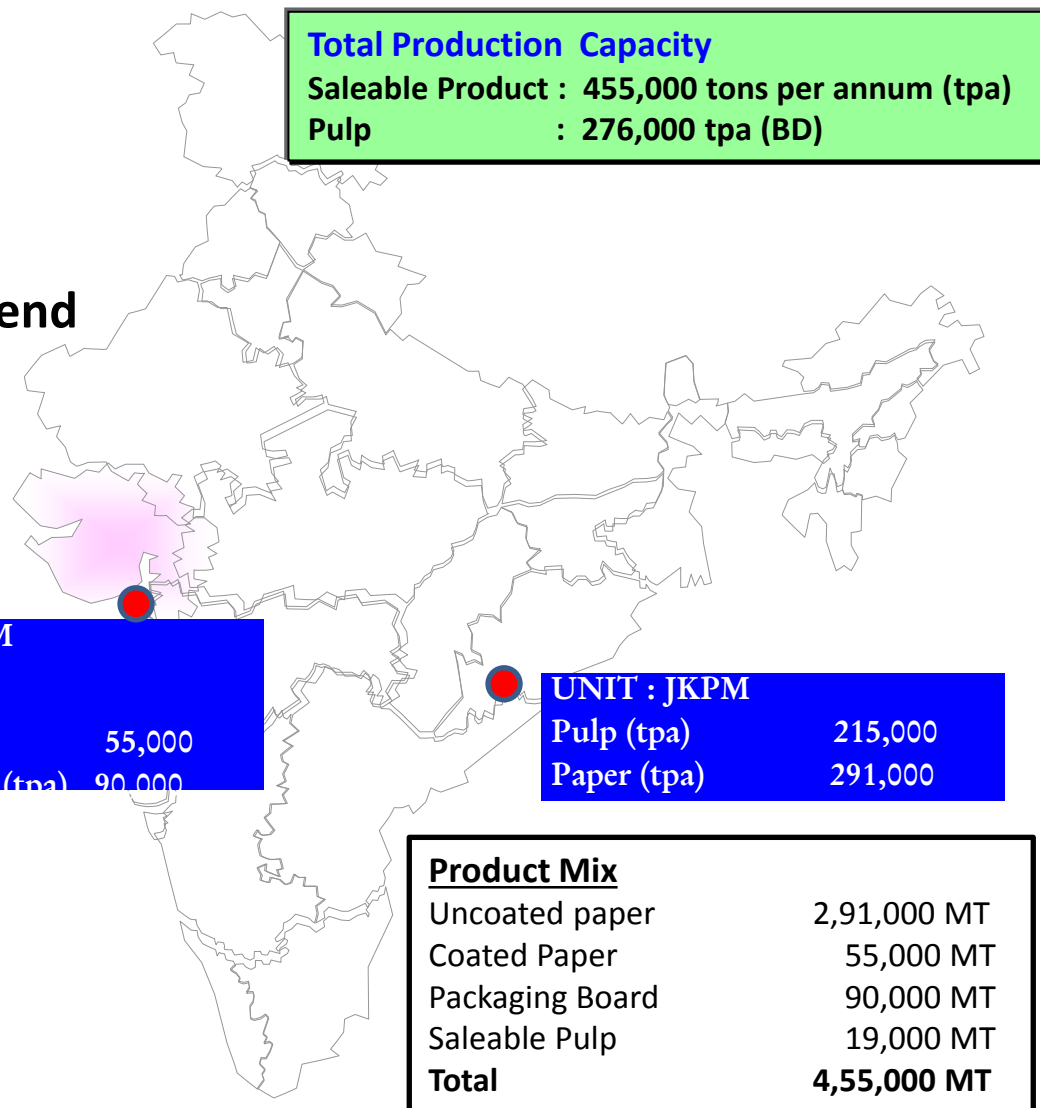 Total Production Capacity
Saleable Product : 455,000 tons per annum (tpa)
Pulp : 276,000 tpa (BD)
end
M
55,000
(tpa) 90,000
UNIT : JKPM
Pulp (tpa) 215,000
Paper (tpa) 291,000
Product Mix
Uncoated paper 2,91,000 MT
Coated Paper 55,000 MT
Packaging Board 90,000 MT
Saleable Pulp 19,000 MT
Total 4,55,000 MT